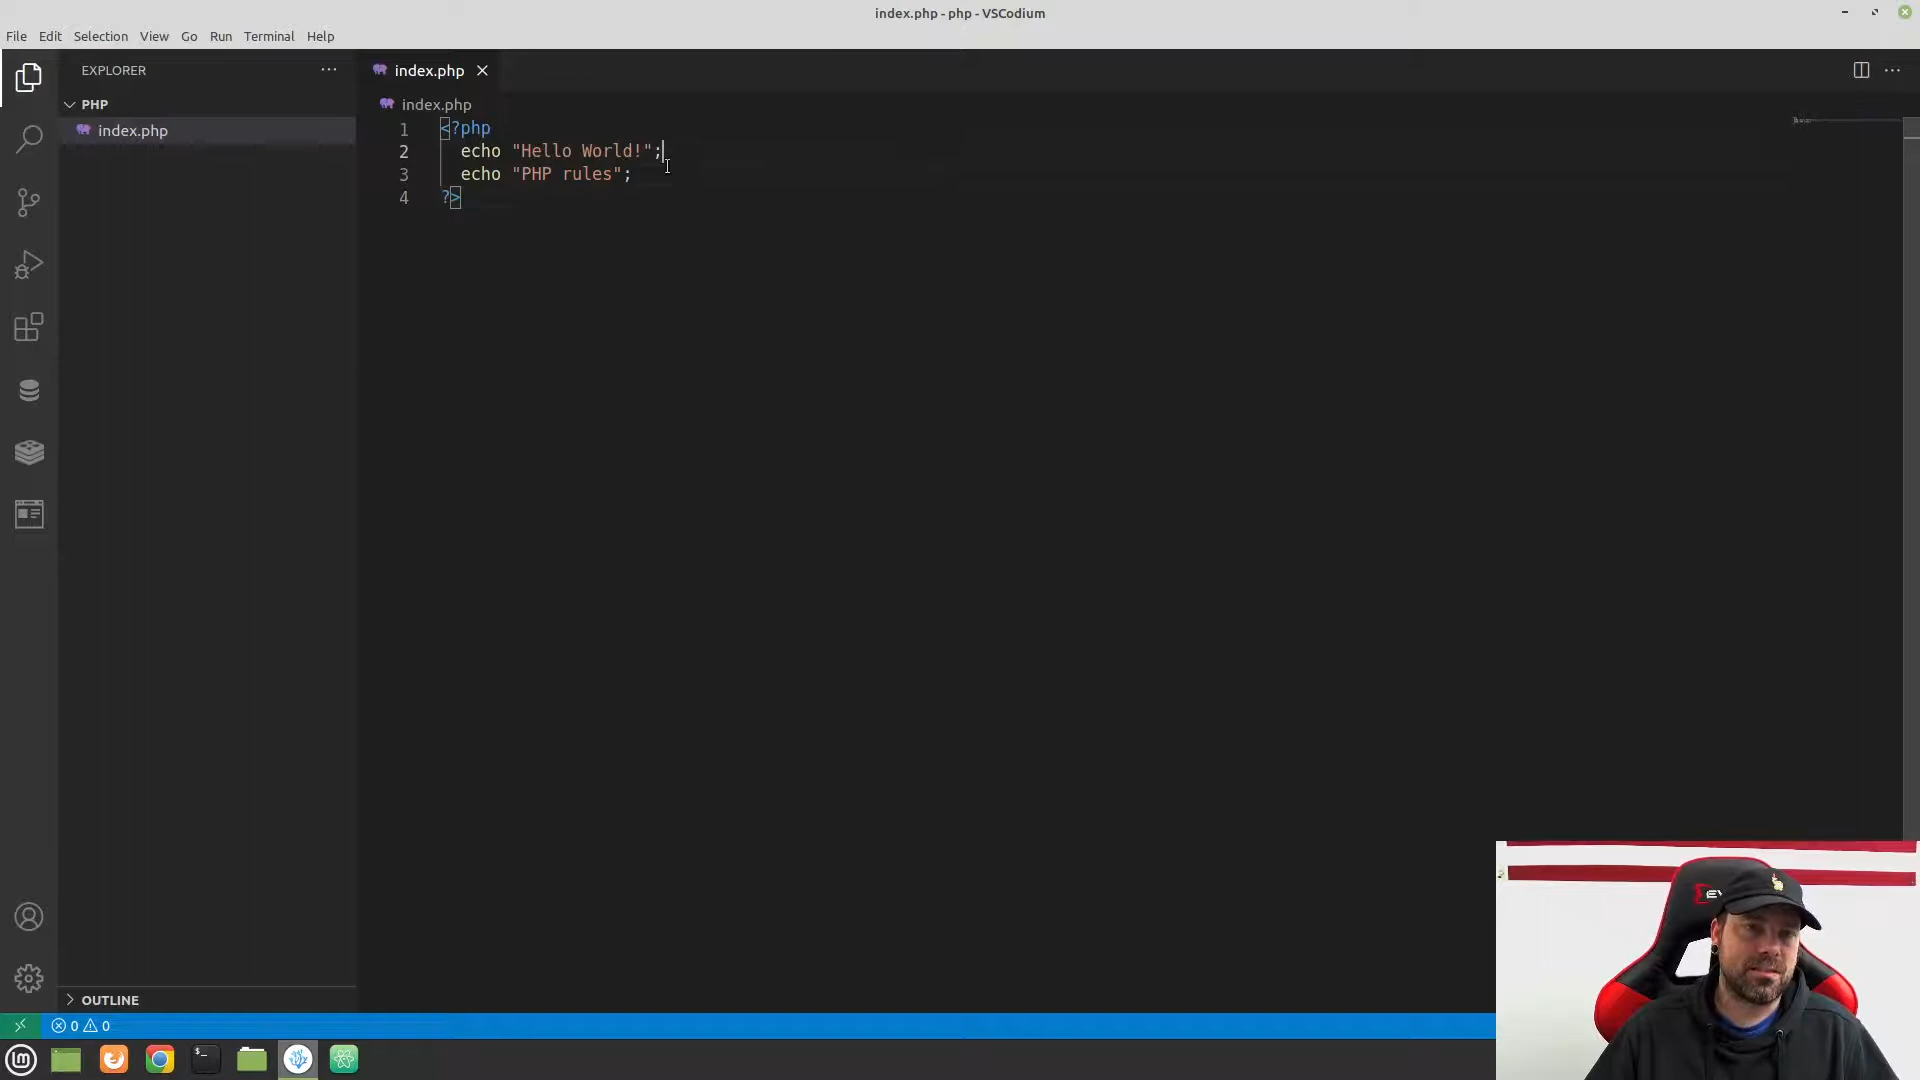 index.php - php - VSCodium
File Edit Selection View Go Run Terminal Help
EXPLORER
PHP
index.php
OUTLINE
index.php
index.php
1 <?php
2 echo "Hello World!";
3 echo "PHP rules";
4 ?>
0 0